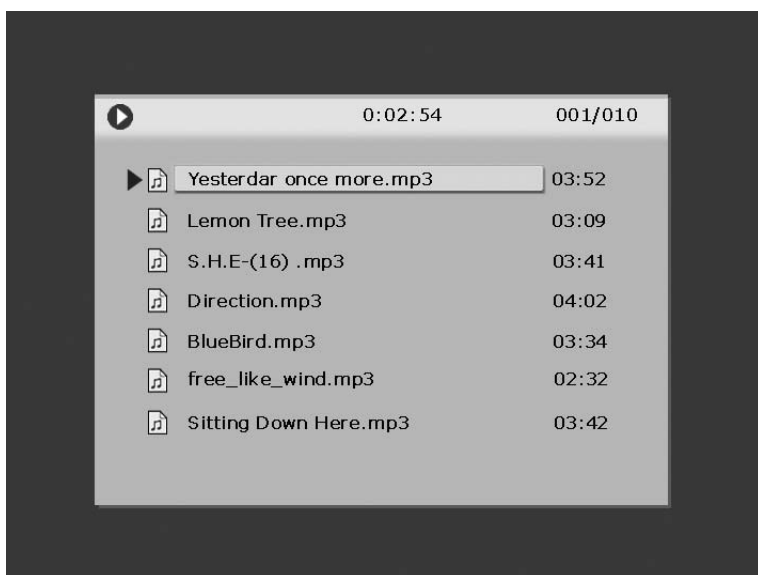 0:02:54 001/010
Yesterdar once more.mp3 03:52
Lemon Tree.mp3 03:09
S.H.E-(16) .mp3 03:41
Direction.mp3 04:02
BlueBird.mp3 03:34
free_like_wind.mp3 02:32
Sitting Down Here.mp3 03:42